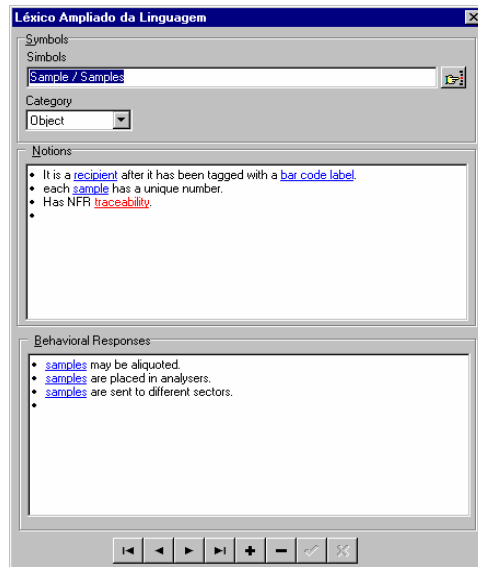 Léxico Ampliado da Linguagem
Symbols
Simbols
Sample / Samples
Category
Object
Notions
• It is a recipient after it has been tagged with a bar code label.
• each sample has a unique number.
• Has NFR traceability.
•
Behavioral Responses
• samples may be aliquoted.
• samples are placed in analysers.
• samples are sent to different sectors.
•